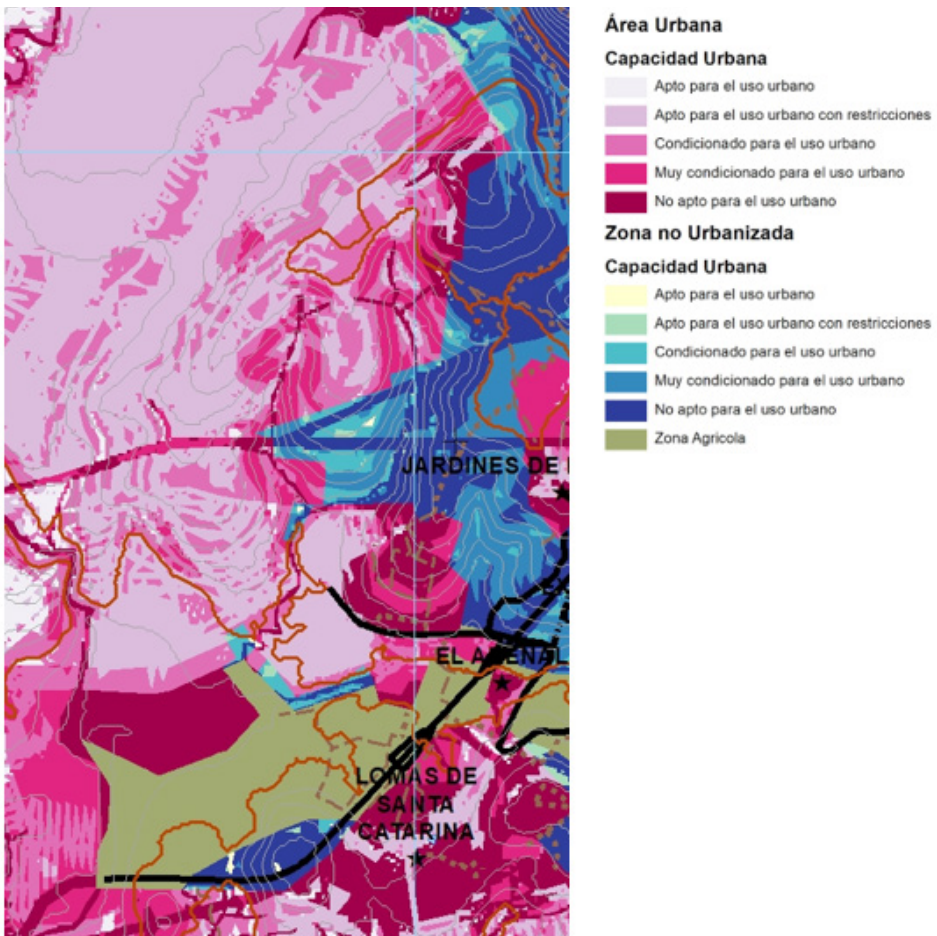 Área Urbana
Capacidad Urbana
Apto para el uso urbano
Apto para el uso urbano con restricciones
Condicionado para el uso urbano
Muy condicionado para el uso urbano
No apto para el uso urbano
Zona no Urbanizada
Capacidad Urbana
Apto para el uso urbano
Apto para el uso urbano con restricciones
Condicionado para el uso urbano
Muy condicionado para el uso urbano
No apto para el uso urbano
Zona Agricola
JARDINES DE
EL ARENAL
LOMAS DE
SANTA
CATARINA